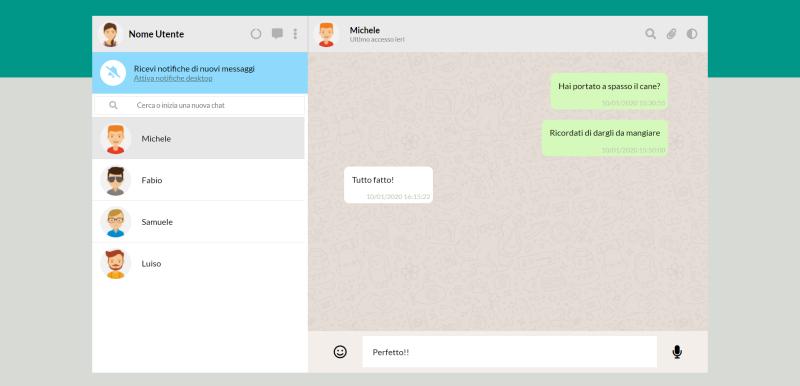 Nome Utente
Ricevi notifiche di nuovi messaggi
Attiva notifiche desktop
Cerca o inizia una nuova chat
Michele
Fabio
Samuele
Luiso
Michele
Ultimo accesso ieri
Hai portato a spasso il cane?
10/01/2020 15:30:55
Ricordati di dargli da mangiare
10/01/2020 15:50:00
Tutto fatto!
10/01/2020 16:15:22
Perfetto!!